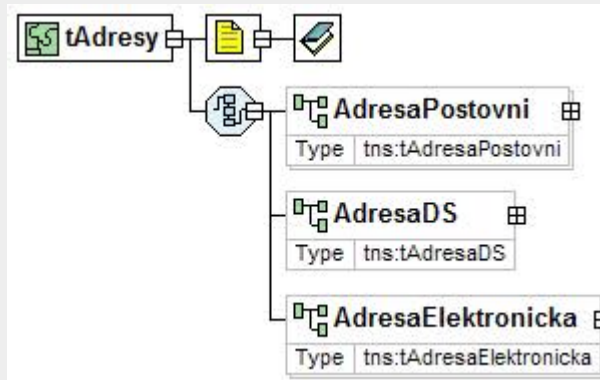 tAdresy
AdresaPostovni
Type tns:tAdresaPostovni
AdresaDS
Type tns:tAdresaDS
AdresaElektronicka
Type tns:tAdresaElektronicka